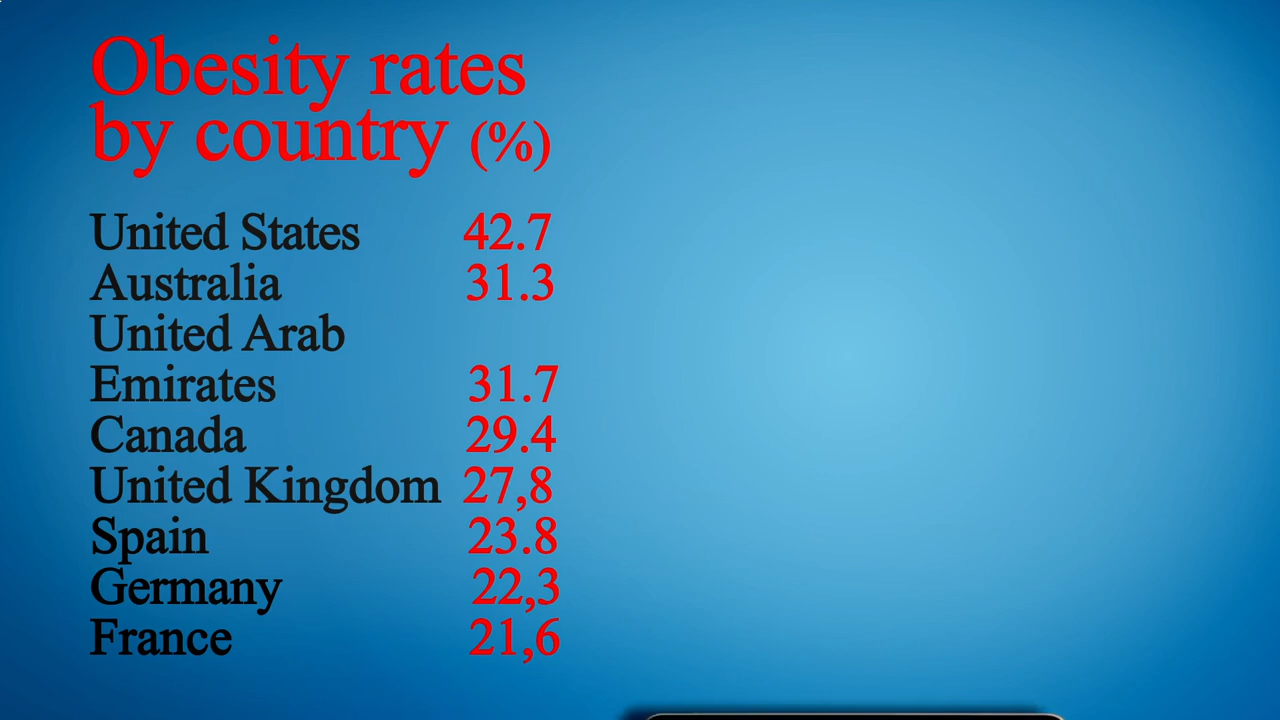 Obesity rates
by country (%)
United States 42.7
Australia 31.3
United Arab
Emirates 31.7
Canada 29.4
United Kingdom 27,8
Spain 23.8
Germany 22,3
France 21,6